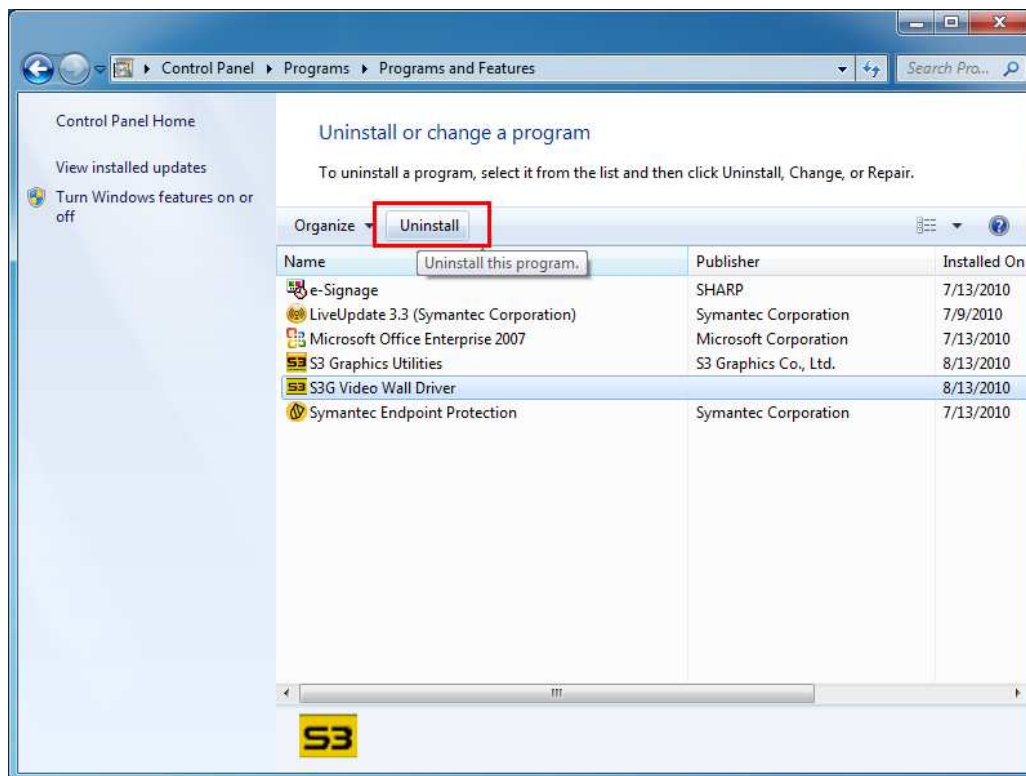 Control Panel ▸ Programs ▸ Programs and Features
Search Pro...
Control Panel Home
View installed updates
Turn Windows features on or
off
Uninstall or change a program
To uninstall a program, select it from the list and then click Uninstall, Change, or Repair.
Organize Uninstall
Uninstall this program.
Name Publisher Installed On
e-Signage SHARP 7/13/2010
LiveUpdate 3.3 (Symantec Corporation) Symantec Corporation 7/9/2010
Microsoft Office Enterprise 2007 Microsoft Corporation 7/13/2010
S3 S3 Graphics Utilities S3 Graphics Co., Ltd. 8/13/2010
S3 S3G Video Wall Driver 8/13/2010
Symantec Endpoint Protection Symantec Corporation 7/13/2010
S3